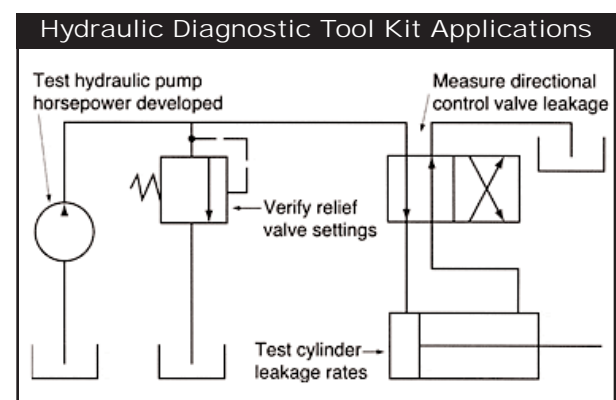 Hydraulic Diagnostic Tool Kit Applications
Test hydraulic pump
horsepower developed
Measure directional
control valve leakage
Verify relief
valve settings
Test cylinder
leakage rates